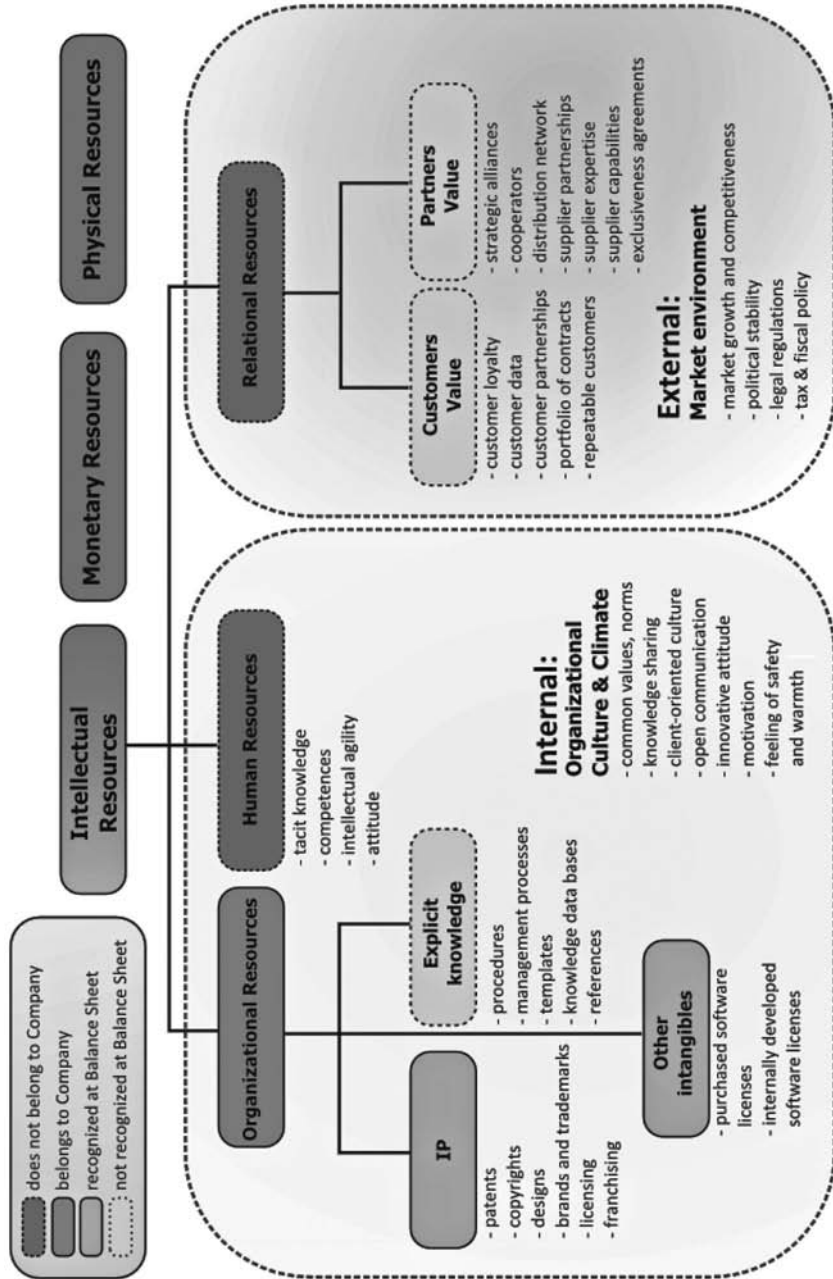 does not belong to Company
belongs to Company
recognized at Balance Sheet
not recognized at Balance Sheet
Intellectual
Resources
Monetary Resources
Physical Resources
Organizational Resources
Human Resources
- tacit knowledge
- competences
- intellectual agility
- attitude
Relational Resources
IP
- patents
- copyrights
- designs
- brands and trademarks
- licensing
- franchising
Explicit
knowledge
- procedures
- management processes
- templates
- knowledge data bases
- references
Other
intangibles
- purchased software
licenses
- internally developed
software licenses
Internal:
Organizational
Culture & Climate
- common values, norms
- knowledge sharing
- client-oriented culture
- open communication
- innovative attitude
- motivation
- feeling of safety
and warmth
Customers
Value
- customer loyalty
- customer data
- customer partnerships
- portfolio of contracts
- repeatable customers
Partners
Value
- strategic alliances
- cooperators
- distribution network
- supplier partnerships
- supplier expertise
- supplier capabilities
- exclusiveness agreements
External:
Market environment
- market growth and competitiveness
- political stability
- legal regulations
- tax & fiscal policy